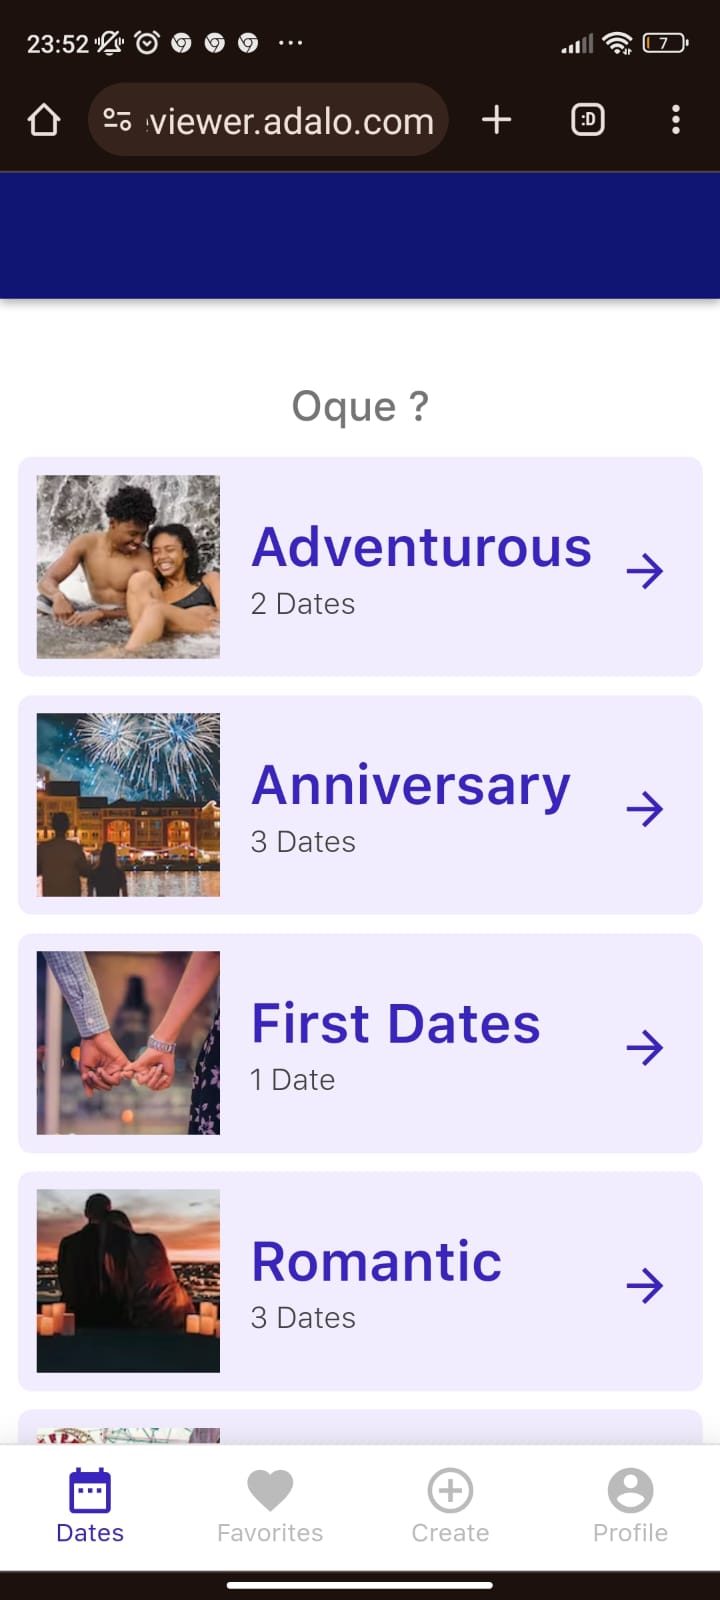 23:52
7
viewer.adalo.com
:D
Oque ?
Adventurous
2 Dates
Anniversary
3 Dates
First Dates
1 Date
Romantic
3 Dates
Dates
Favorites
Create
Profile